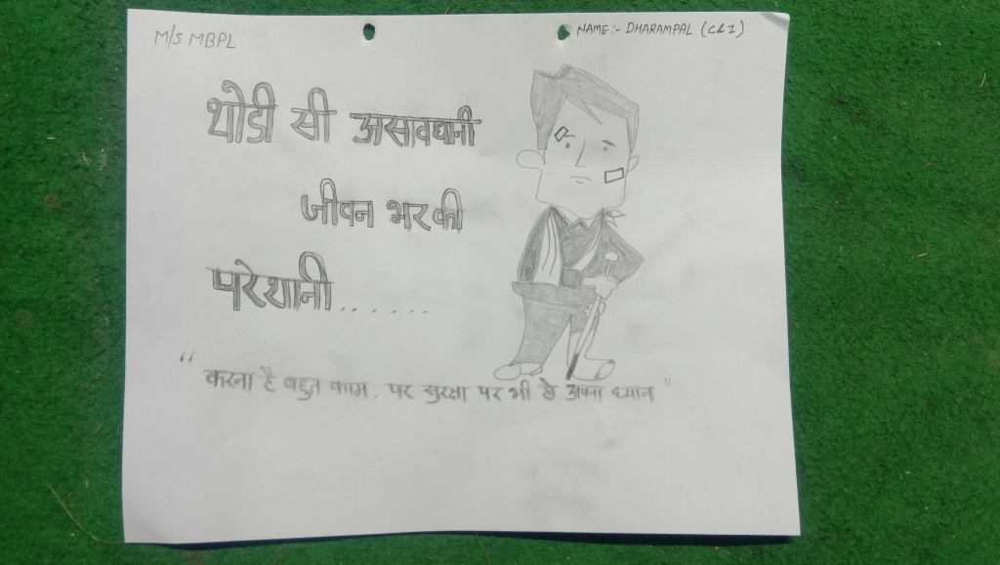 M/S MBPL
NAME:- DHARAMPAL (C&I)
थोडी सी असावधानी
जीवन भर की
परेशानी.......
“करना है बहुत काम, पर सुरक्षा पर भी है अपना ध्यान”